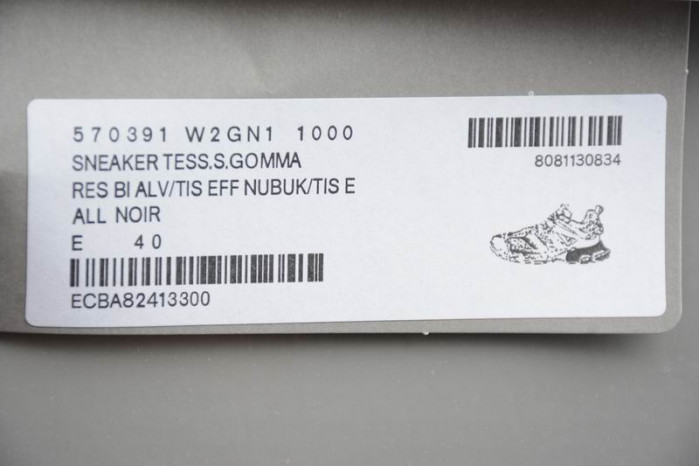 570391 W2GN1 1000
SNEAKER TESS.S.GOMMA
RES BI ALV/TIS EFF NUBUK/TIS E
ALL NOIR
E 40
ECBA82413300
8081130834